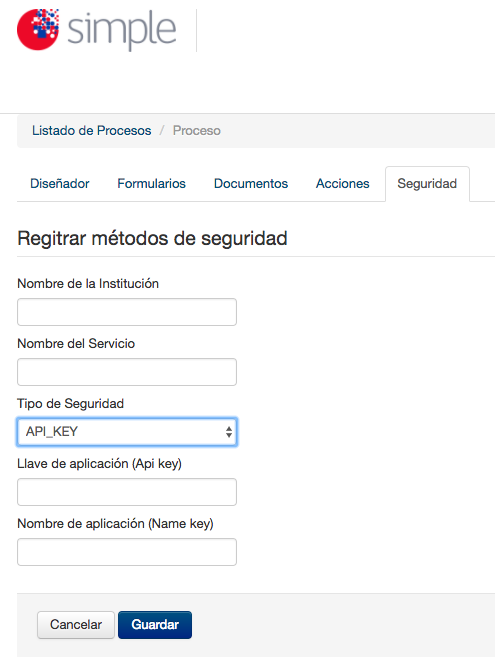 simple
Listado de Procesos / Proceso
Diseñador Formularios Documentos Acciones Seguridad
Regitrar métodos de seguridad
Nombre de la Institución
Nombre del Servicio
Tipo de Seguridad
API_KEY
Llave de aplicación (Api key)
Nombre de aplicación (Name key)
Cancelar Guardar